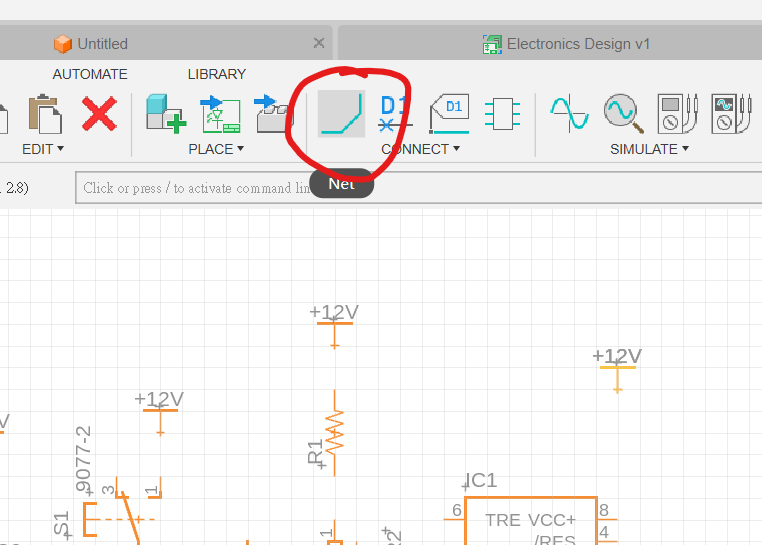 Untitled
Electronics Design v1
AUTOMATE LIBRARY
D1
D1
EDIT PLACE CONNECT SIMULATE
2.8) Click or press / to activate command lin
Net
+12V
+12V
+12V
V
9077-2
3 1
R1
IC1
S1
6 TRE VCC+ 8
4
/RES
1